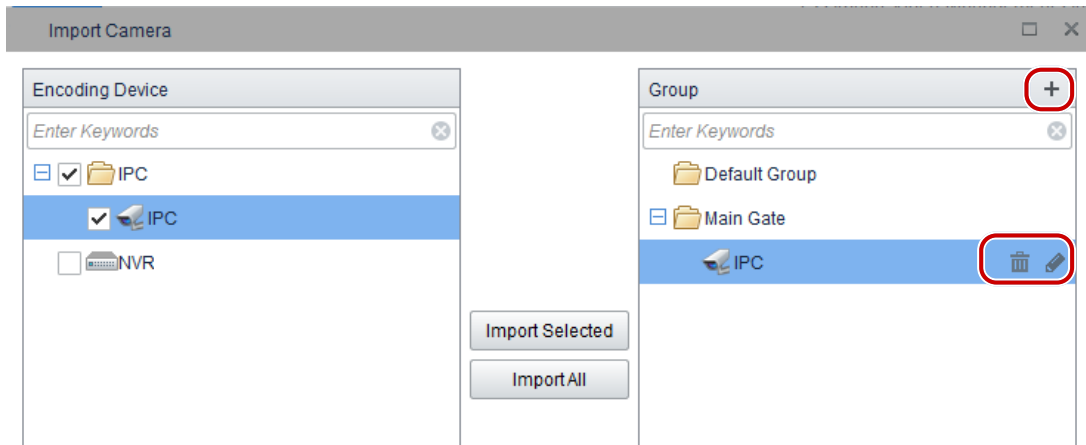 Import Camera
Encoding Device
Enter Keywords
IPC
IPC
NVR
Import Selected
Import All
Group
Enter Keywords
Default Group
Main Gate
IPC